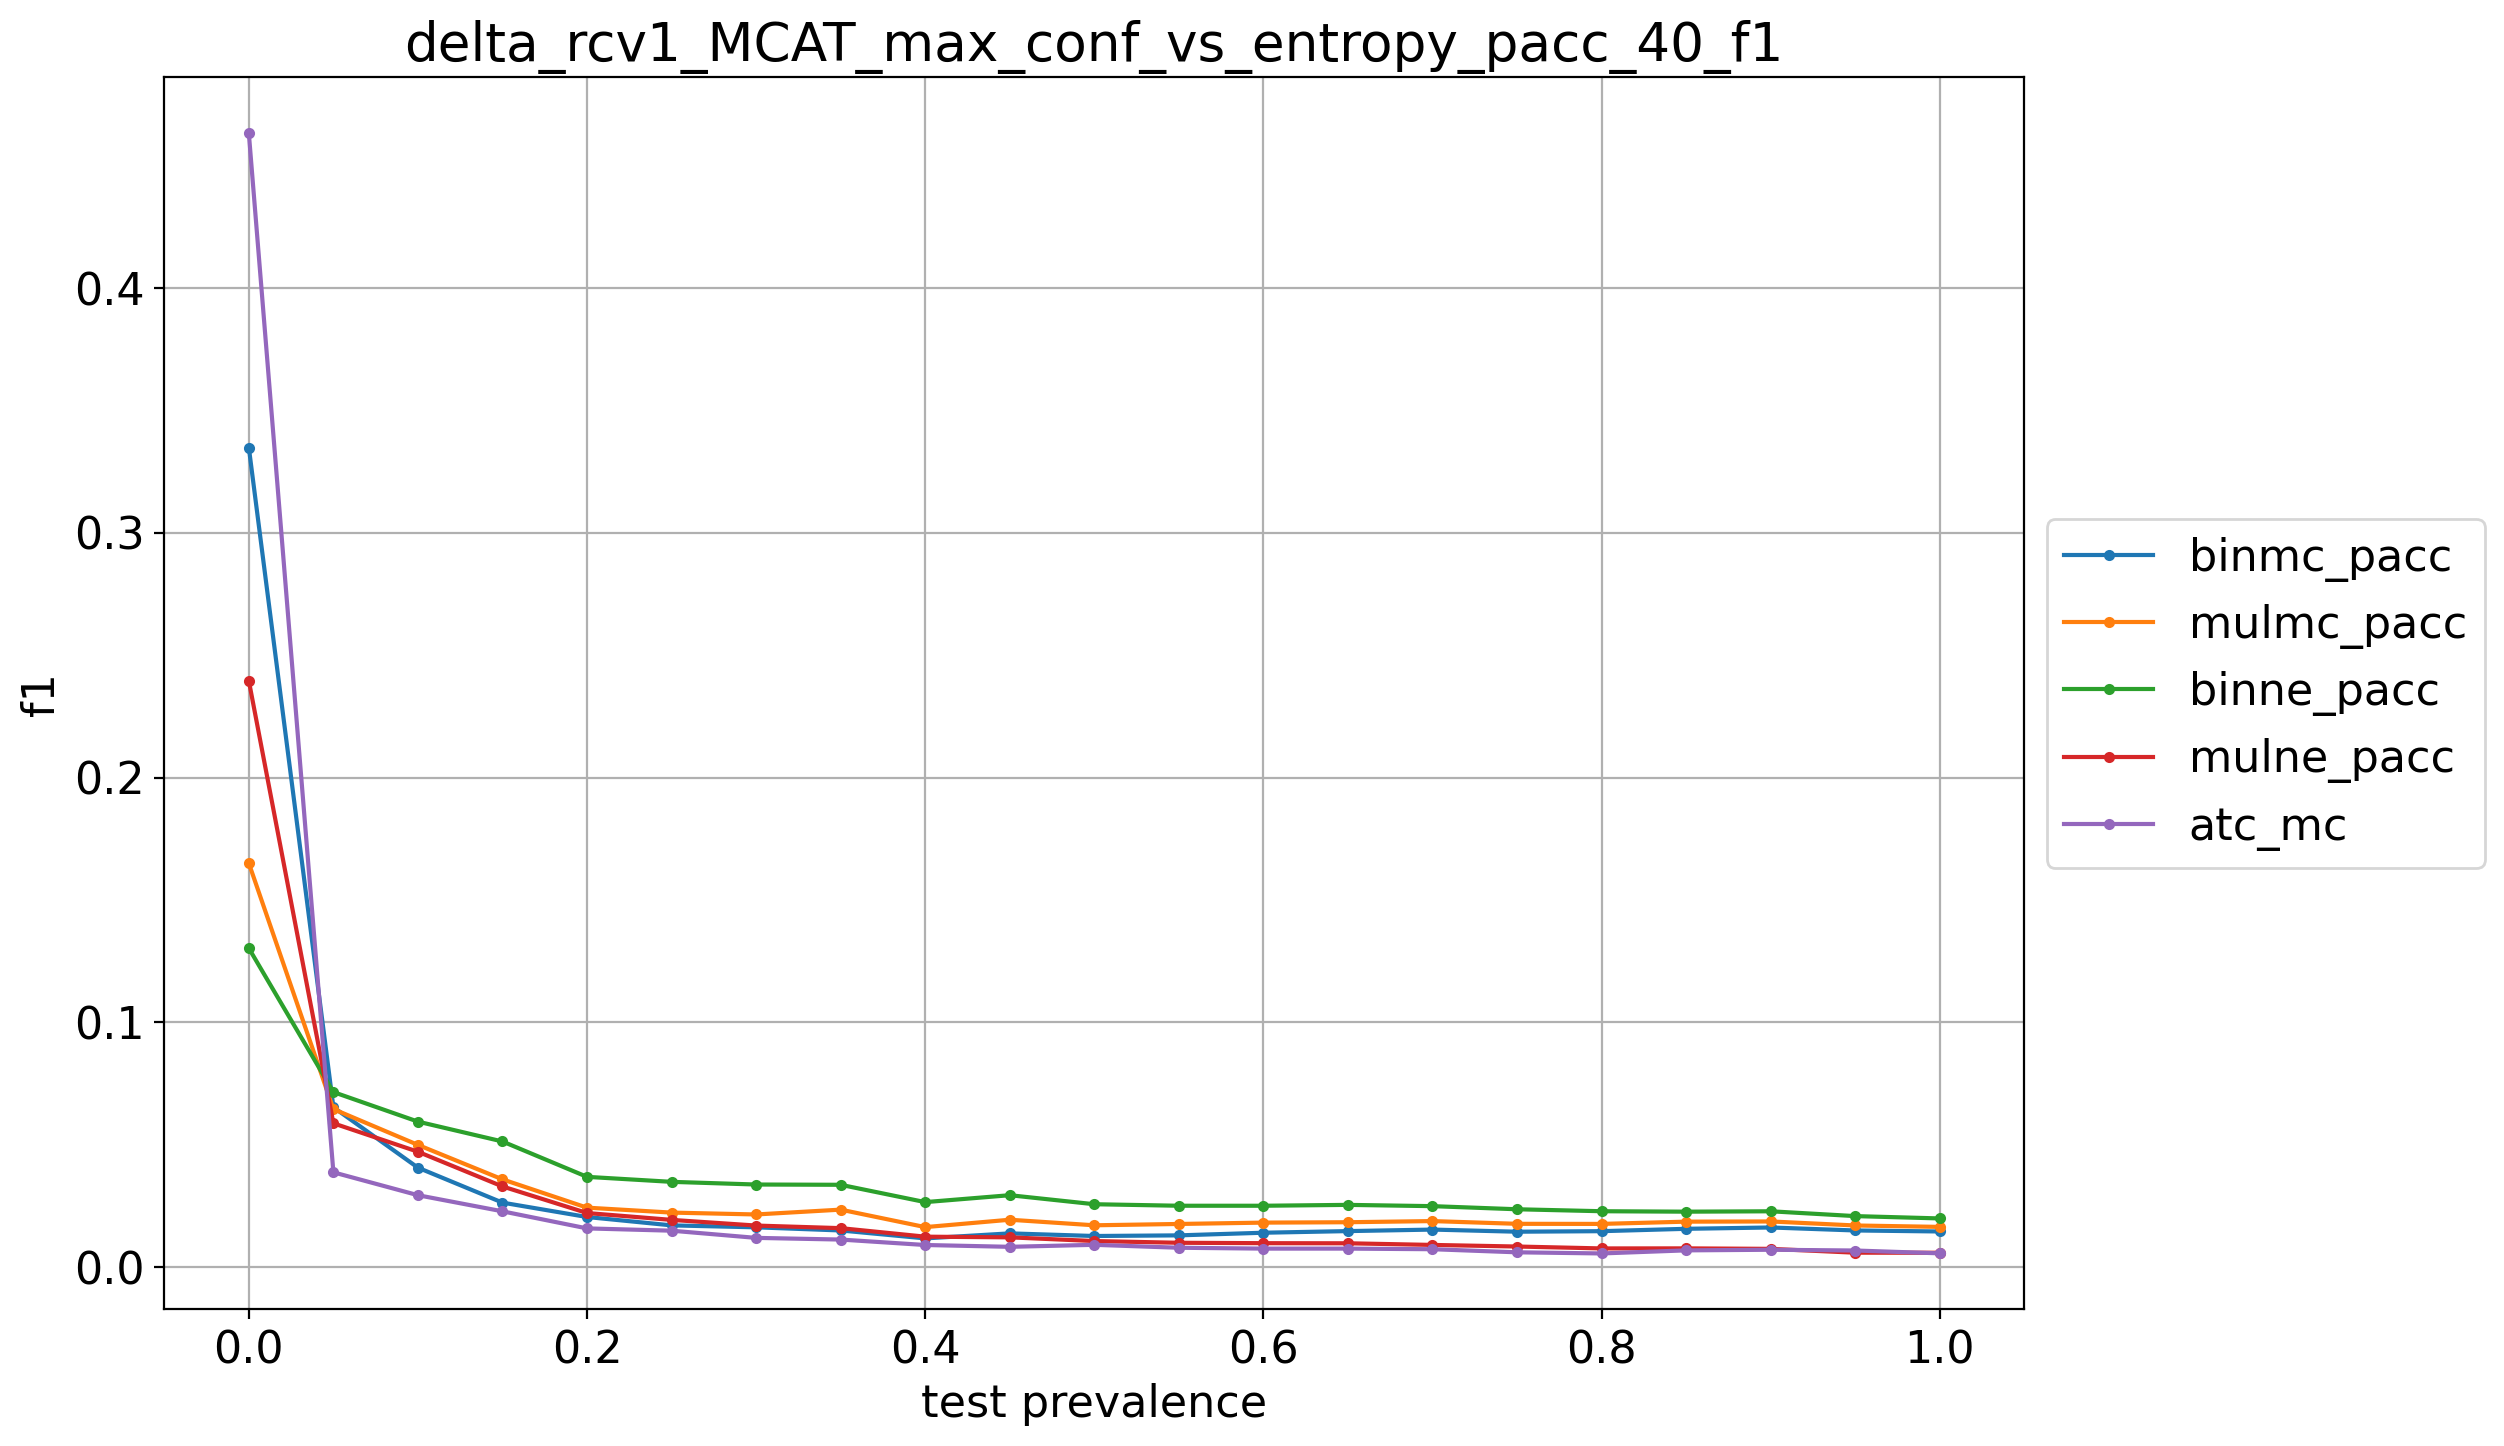 delta_rcv1_MCAT_max_conf_vs_entropy_pacc_40_f1
0.4
0.3
0.2
0.1
0.0
f1
0.0 0.2 0.4 0.6 0.8 1.0
test prevalence
binmc_pacc
mulmc_pacc
binne_pacc
mulne_pacc
atc_mc